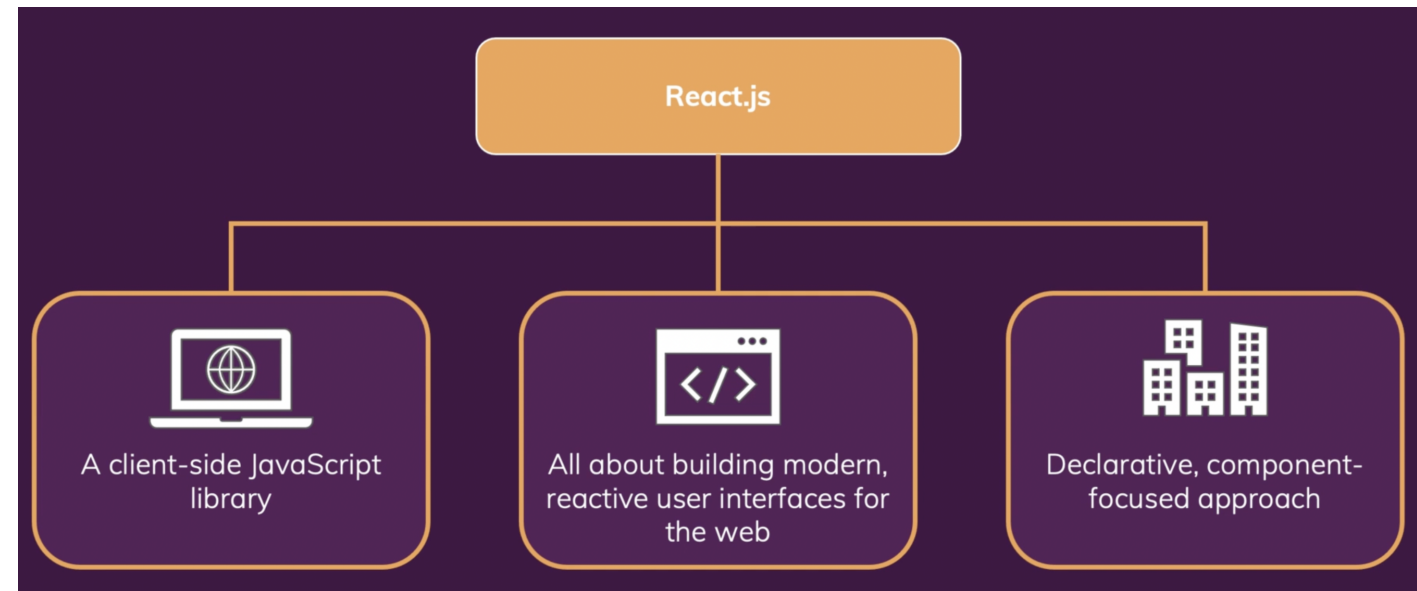 React.js
A client-side JavaScript
library
All about building modern,
reactive user interfaces for
the web
Declarative, component-
focused approach